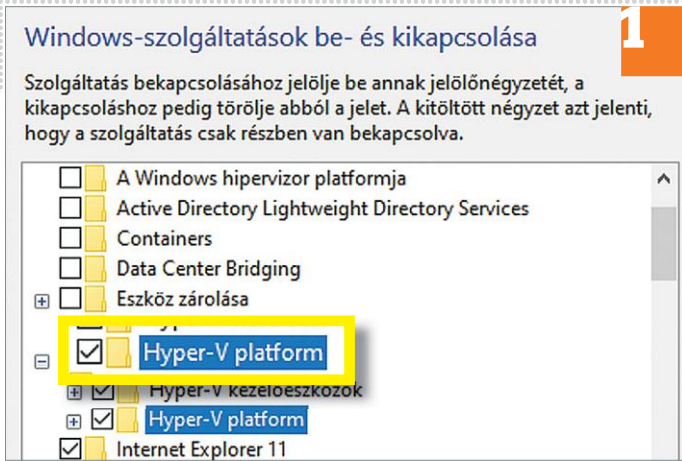 1
Windows-szolgáltatások be- és kikapcsolása
Szolgáltatás bekapcsolásához jelölje be annak jelölőnégyzetét, a
kikapcsoláshoz pedig törölje abból a jelet. A kitöltött négyzet azt jelenti,
hogy a szolgáltatás csak részben van bekapcsolva.
A Windows hipervizor platformja
Active Directory Lightweight Directory Services
Containers
Data Center Bridging
Eszköz zárolása
Hyper-V platform
Hyper-V kezelőeszközök
Hyper-V platform
Internet Explorer 11